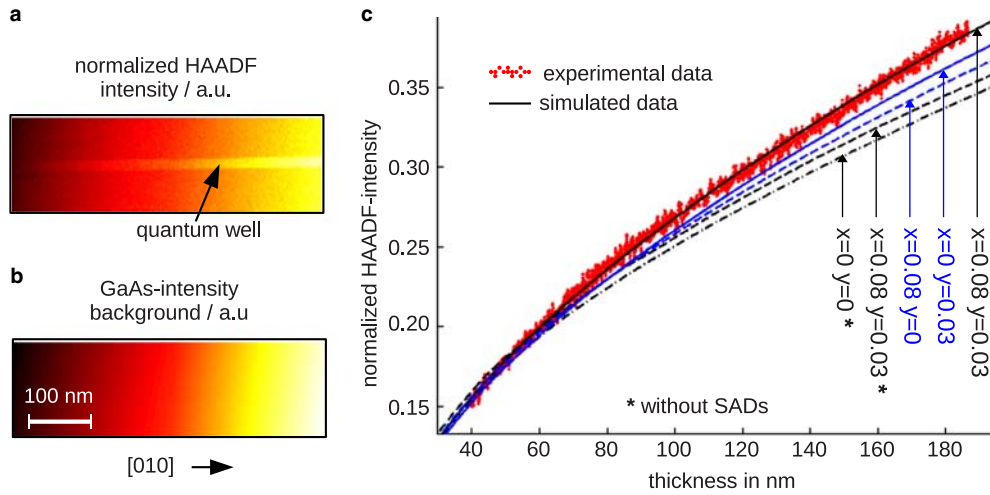 a
normalized HAADF
intensity / a.u.
quantum well
b
GaAs-intensity
background / a.u
100 nm
[010]
c
normalized HAADF-intensity
0.35
0.30
0.25
0.20
0.15
experimental data
simulated data
* without SADs
x=0 y=0 *
x=0.08 y=0.03 *
x=0.08 y=0
x=0 y=0.03
x=0.08 y=0.03
40 60 80 100 120 140 160 180
thickness in nm